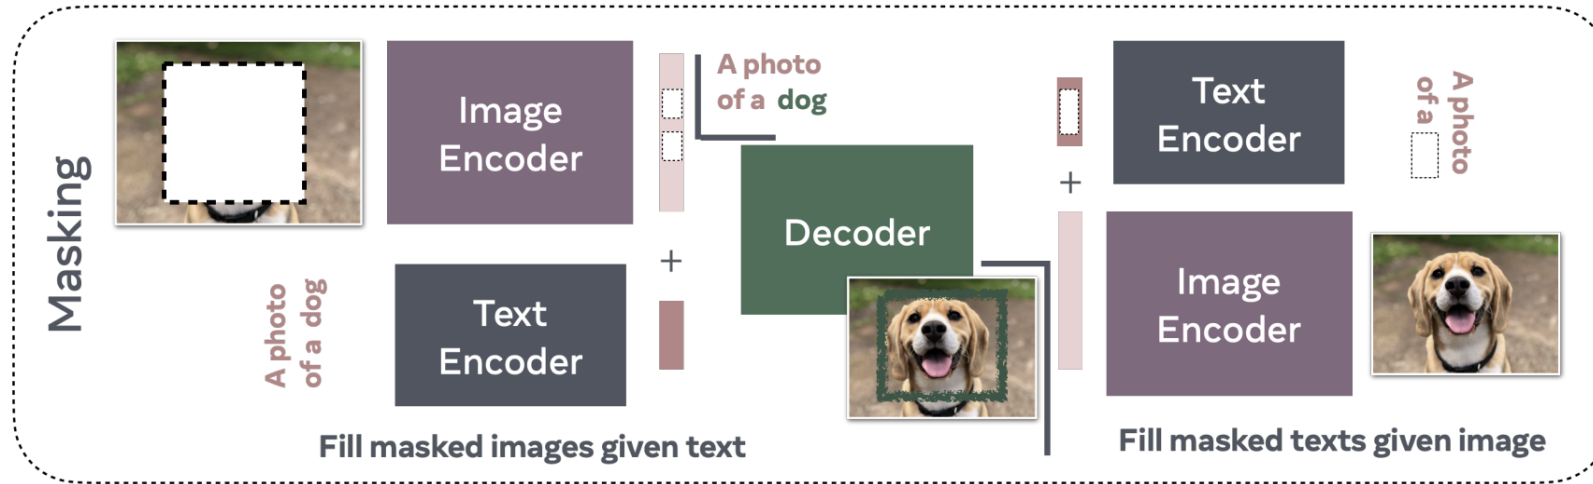 Masking
Image
Encoder
A photo
of a dog
Text
Encoder
+
Fill masked images given text
A photo
of a dog
Decoder
+
Text
Encoder
A photo
of a
Image
Encoder
Fill masked texts given image